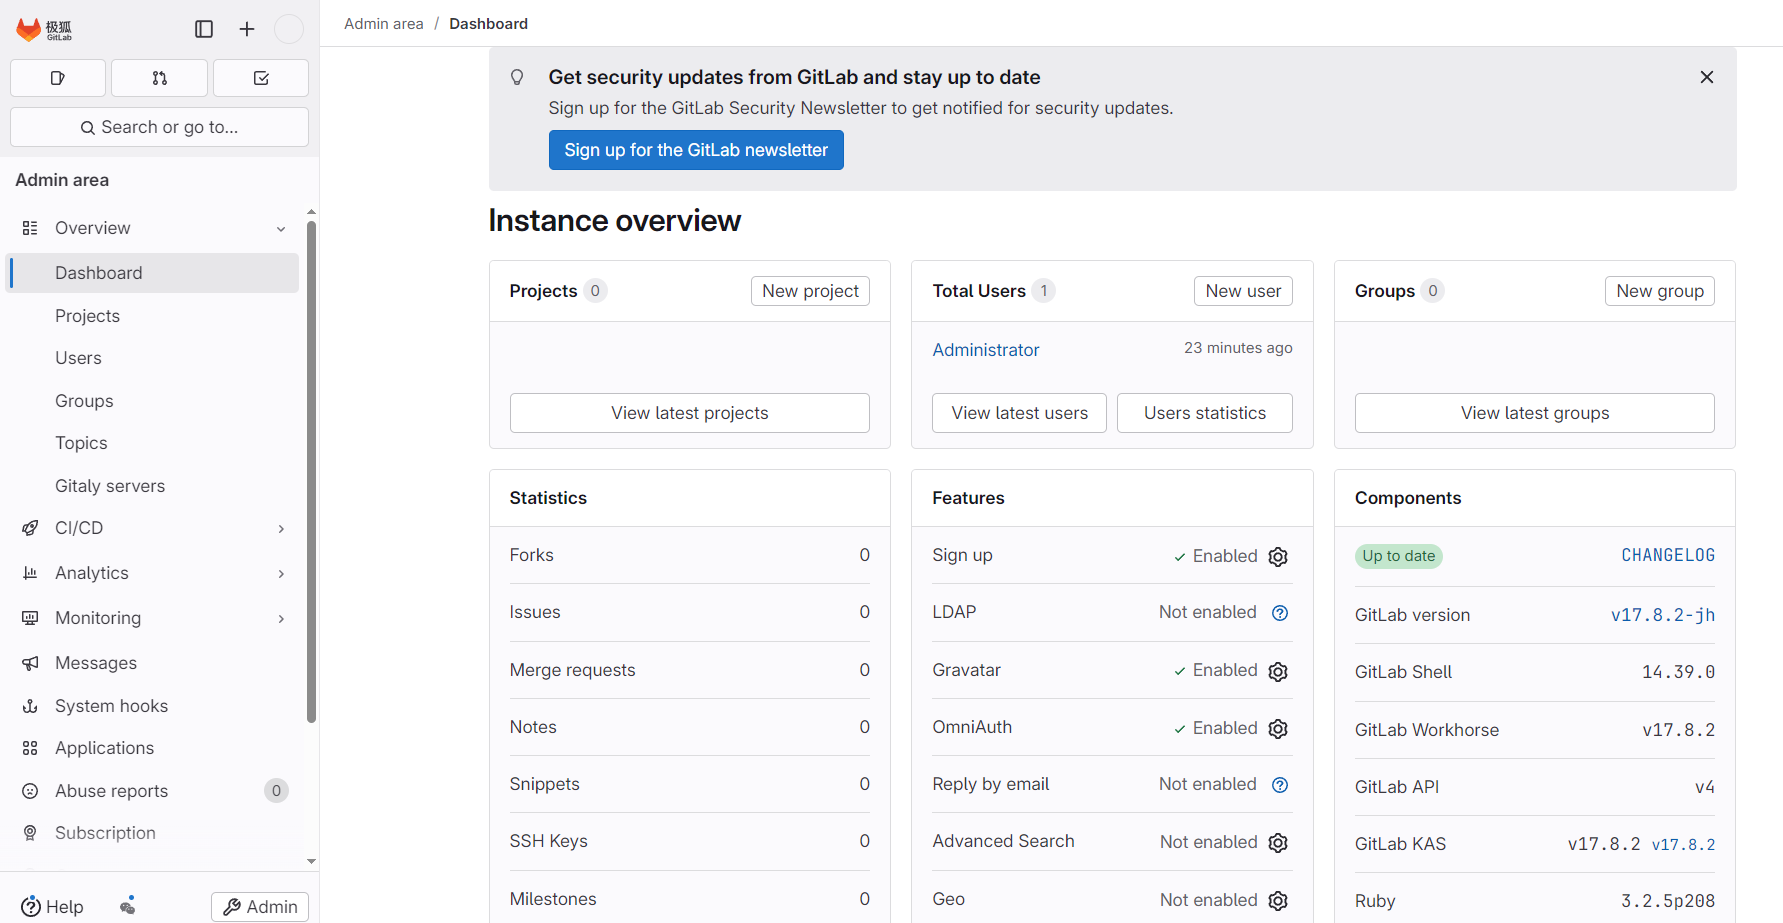 极狐
GitLab
Admin area / Dashboard
Search or go to...
Admin area
Overview
Dashboard
Projects
Users
Groups
Topics
Gitaly servers
CI/CD
Analytics
Monitoring
Messages
System hooks
Applications
Abuse reports 0
Subscription
Help
Admin
Get security updates from GitLab and stay up to date
Sign up for the GitLab Security Newsletter to get notified for security updates.
Sign up for the GitLab newsletter
Instance overview
Projects 0 New project
View latest projects
Total Users 1 New user
Administrator 23 minutes ago
View latest users Users statistics
Groups 0 New group
View latest groups
Statistics
Forks 0
Issues 0
Merge requests 0
Notes 0
Snippets 0
SSH Keys 0
Milestones 0
Features
Sign up Enabled
LDAP Not enabled
Gravatar Enabled
OmniAuth Enabled
Reply by email Not enabled
Advanced Search Not enabled
Geo Not enabled
Components
Up to date CHANGELOG
GitLab version v17.8.2-jh
GitLab Shell 14.39.0
GitLab Workhorse v17.8.2
GitLab API v4
GitLab KAS v17.8.2 v17.8.2
Ruby 3.2.5p208